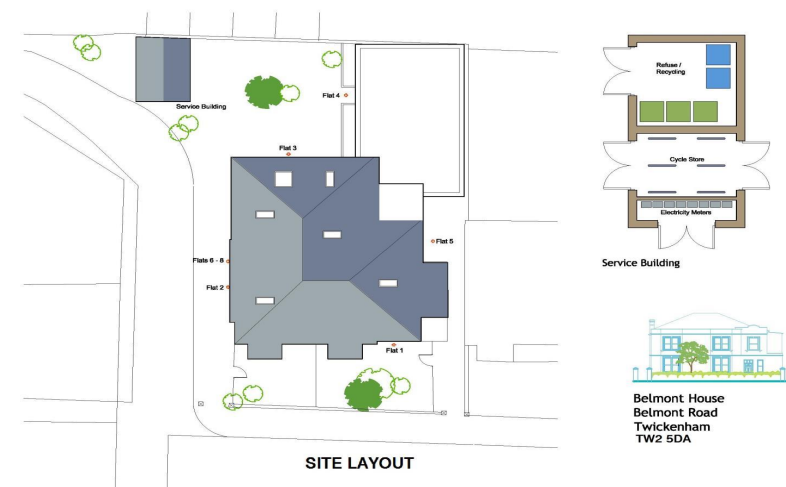 Service Building
Flat 4
Flat 3
Flat 5
Flats 6 - 8
Flat 2
Flat 1
SITE LAYOUT
Refuse /
Recycling
Cycle Store
Electricity Meters
Service Building
Belmont House
Belmont Road
Twickenham
TW2 5DA